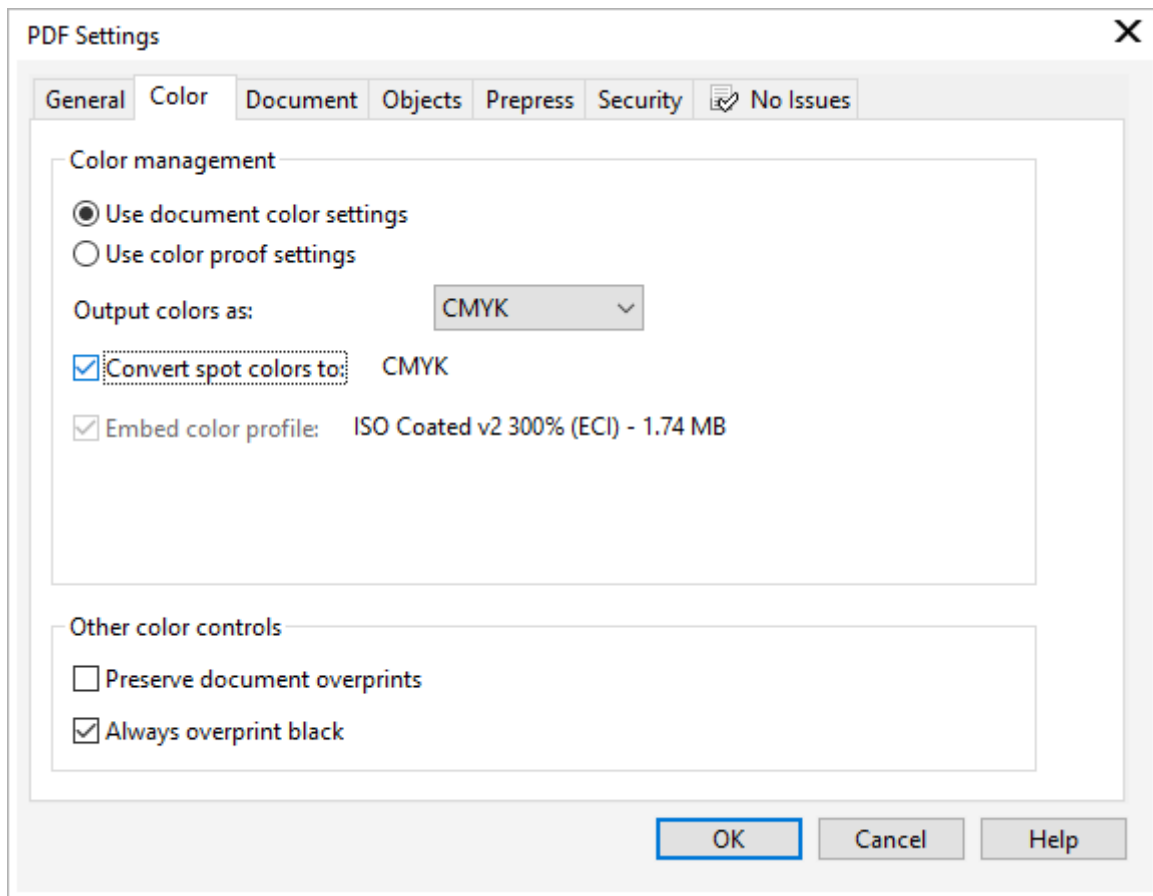 PDF Settings
General Color Document Objects Prepress Security No Issues
Color management
Use document color settings
Use color proof settings
Output colors as: CMYK
Convert spot colors to: CMYK
Embed color profile: ISO Coated v2 300% (ECI) - 1.74 MB
Other color controls
Preserve document overprints
Always overprint black
OK Cancel Help